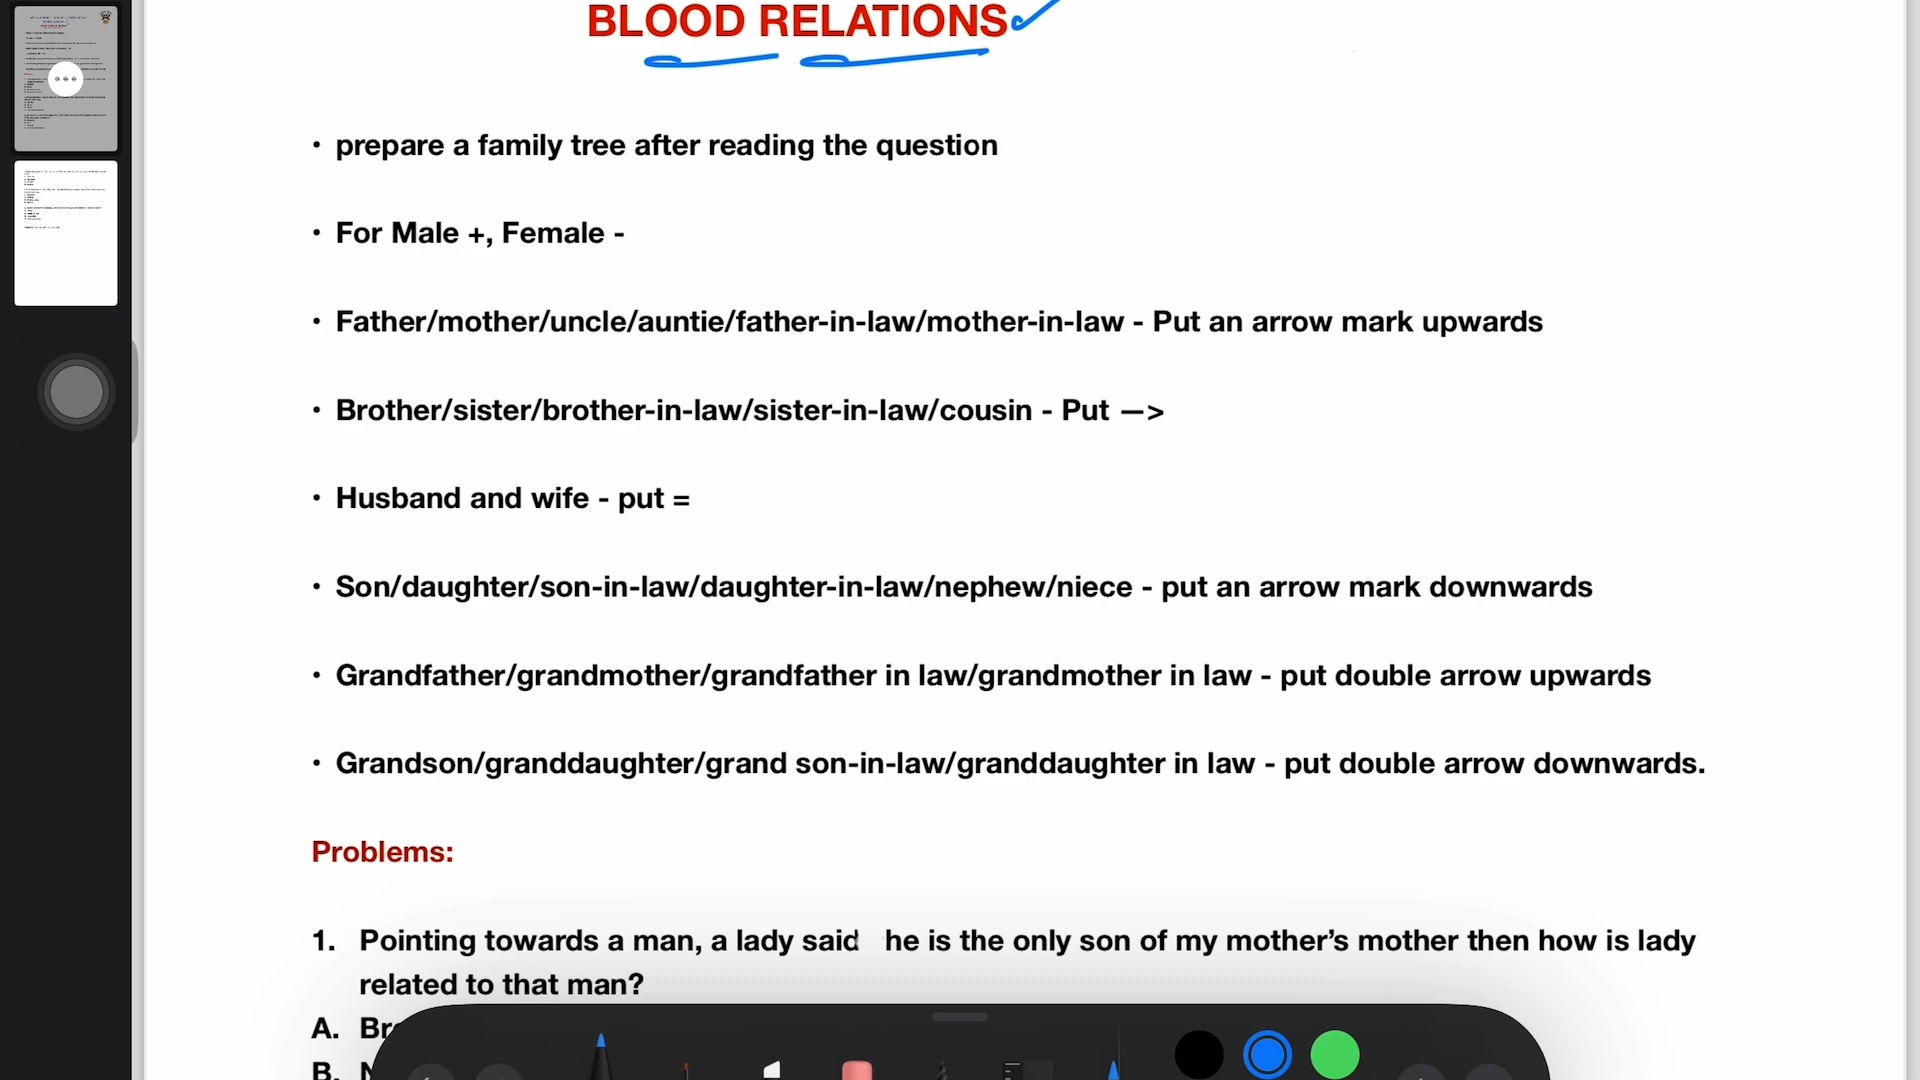 BLOOD RELATIONS
• prepare a family tree after reading the question
• For Male +, Female -
• Father/mother/uncle/auntie/father-in-law/mother-in-law - Put an arrow mark upwards
• Brother/sister/brother-in-law/sister-in-law/cousin - Put —>
• Husband and wife - put =
• Son/daughter/son-in-law/daughter-in-law/nephew/niece - put an arrow mark downwards
• Grandfather/grandmother/grandfather in law/grandmother in law - put double arrow upwards
• Grandson/granddaughter/grand son-in-law/granddaughter in law - put double arrow downwards.
Problems:
1. Pointing towards a man, a lady said he is the only son of my mother’s mother then how is lady
related to that man?
A.
B.